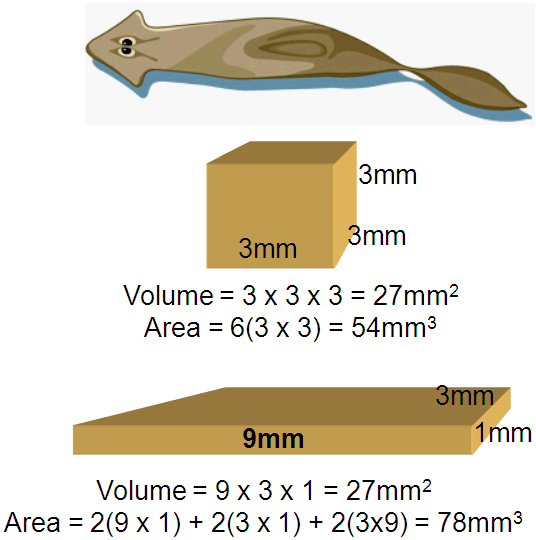 3mm
3mm
3mm
Volume = 3 x 3 x 3 = 27mm²
Area = 6(3 x 3) = 54mm³
3mm
1mm
9mm
Volume = 9 x 3 x 1 = 27mm²
Area = 2(9 x 1) + 2(3 x 1) + 2(3x9) = 78mm³